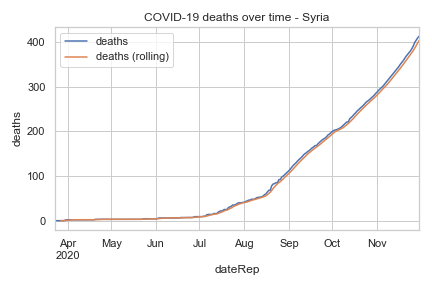 COVID-19 deaths over time - Syria
deaths
deaths (rolling)
400
300
200
100
0
deaths
Apr May Jun Jul Aug Sep Oct Nov
2020
dateRep